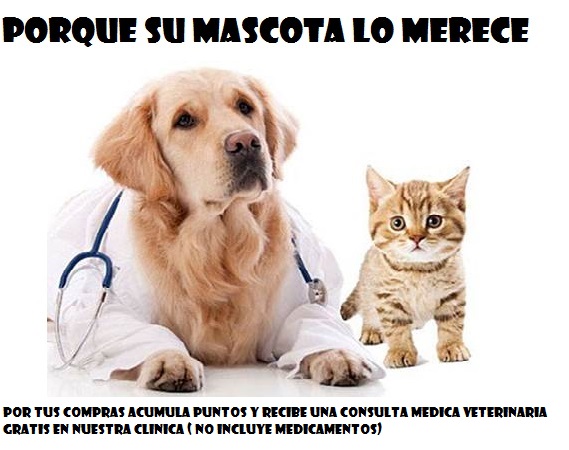 PORQUE SU MASCOTA LO MERECE
POR TUS COMPRAS ACUMULA PUNTOS Y RECIBE UNA CONSULTA MEDICA VETERINARIA
GRATIS EN NUESTRA CLINICA ( NO INCLUYE MEDICAMENTOS)